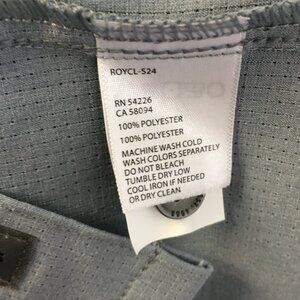 ROYCL-S24
RN 54226
CA 58094
100% POLYESTER
100% POLYESTER
MACHINE WASH COLD
WASH COLORS SEPARATELY
DO NOT BLEACH
TUMBLE DRY LOW
COOL IRON IF NEEDED
OR DRY CLEAN